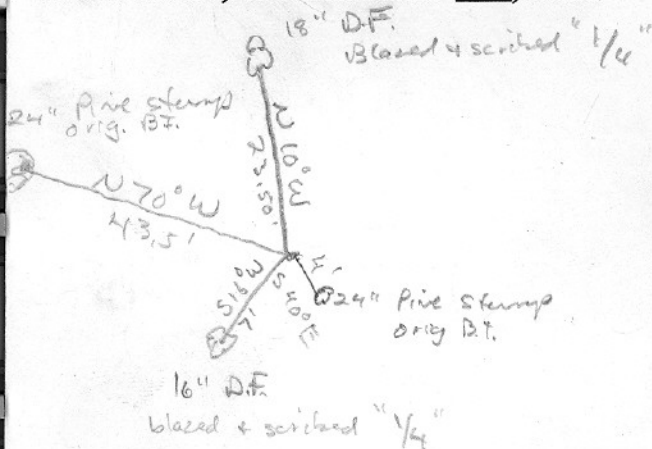 18" D.F.
Blazed + scribed "1/4"
24" Pine stump
orig. B.T.
N 10° W
23.50'
N 70° W
43.5'
4'
S 40° E
24" Pine stump
orig B.T.
S 16° W
7'
16" D.F.
blazed + scribed "1/4"